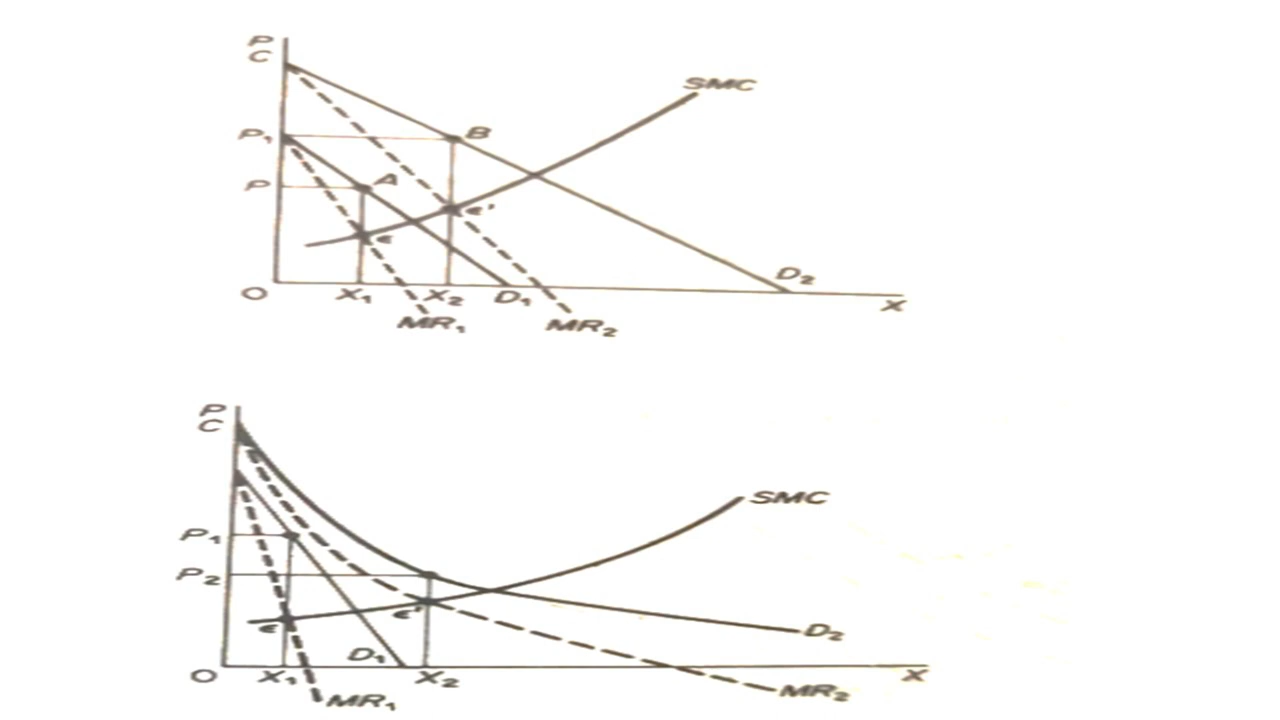 P
C
SMC
P₁
B
P
A
e
e'
D₂
O
X₁
X₂
D₁
X
MR₁
MR₂
P
C
SMC
P₁
P₂
e
e'
D₂
D₁
O
X₁
X₂
X
MR₁
MR₂